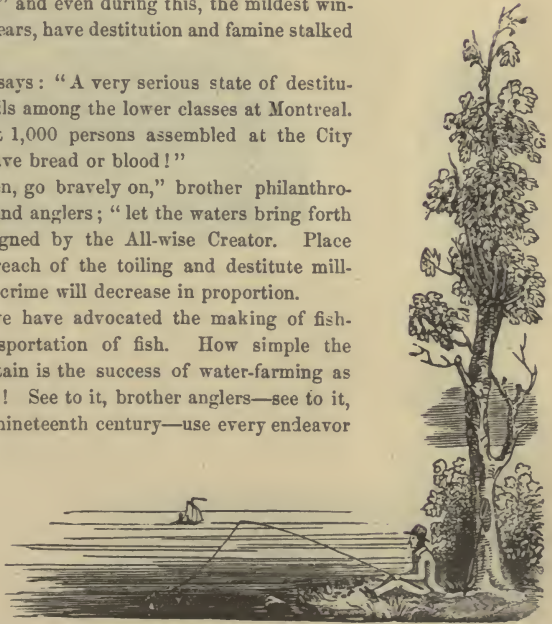 ” and even during this, the mildest win-
ears, have destitution and famine stalked
says: “A very serious state of destitu-
ls among the lower classes at Montreal.
t 1,000 persons assembled at the City
ve bread or blood!”
n, go bravely on,” brother philanthro-
nd anglers; “let the waters bring forth
gned by the All-wise Creator. Place
reach of the toiling and destitute mill-
crime will decrease in proportion.
e have advocated the making of fish-
sportation of fish. How simple the
tain is the success of water-farming as
! See to it, brother anglers—see to it,
nineteenth century—use every endeavor